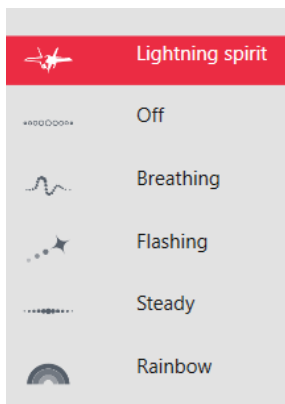 Lightning spirit
Off
Breathing
Flashing
Steady
Rainbow